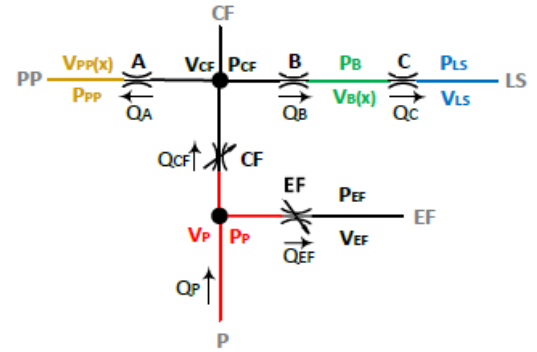 CF
VPP(x) A VCF PCF B PB C PLS
PP LS
PPP QA QB VB(x) QC VLS
QCF CF
EF PEF
EF
VP PP QEF VEF
QP
P